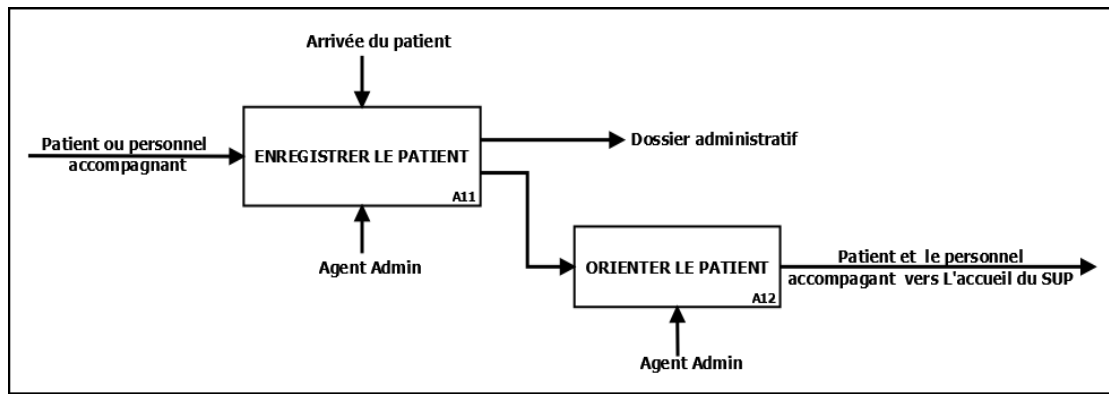 Arrivée du patient
Patient ou personnel
accompagnant
ENREGISTRER LE PATIENT
A11
Dossier administratif
Agent Admin
ORIENTER LE PATIENT
A12
Patient et le personnel
accompagant vers L'accueil du SUP
Agent Admin